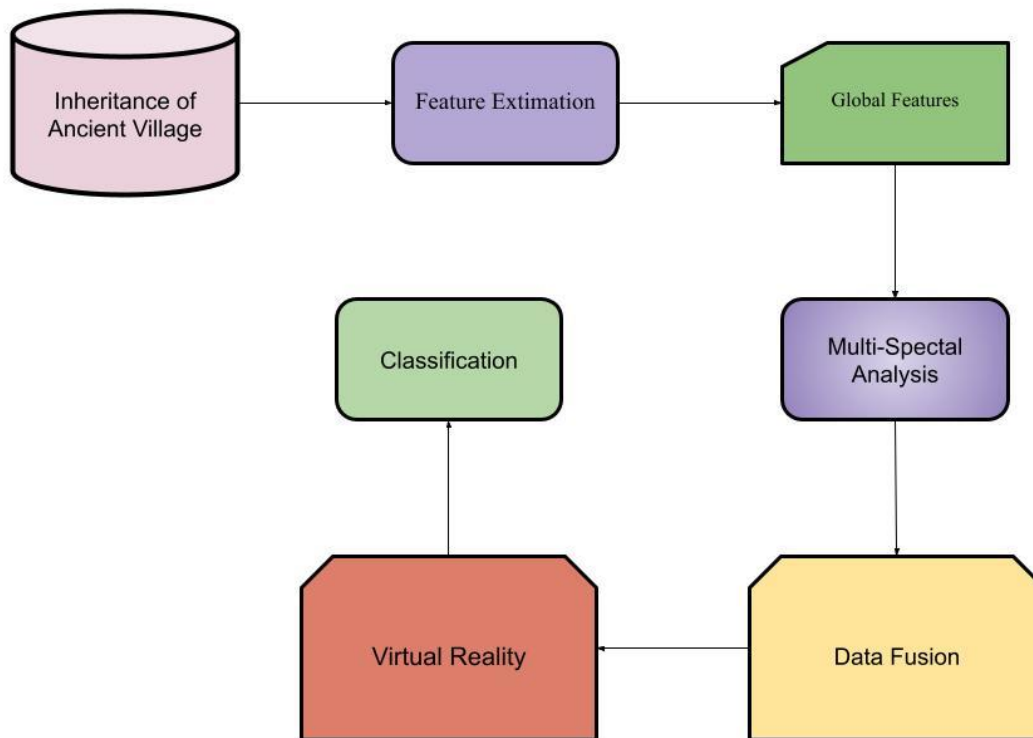 Inheritance of
Ancient Village
Feature Extimation
Global Features
Multi-Spectal
Analysis
Data Fusion
Virtual Reality
Classification